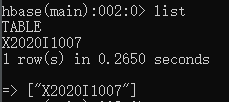 hbase(main):002:0> list
TABLE
X2020I1007
1 row(s) in 0.2650 seconds
=> ["X2020I1007"]